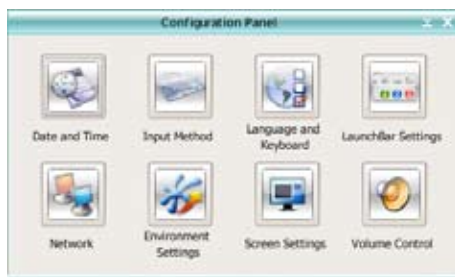 Configuration Panel
Date and Time
Input Method
Language and
Keyboard
LaunchBar Settings
Network
Environment
Settings
Screen Settings
Volume Control